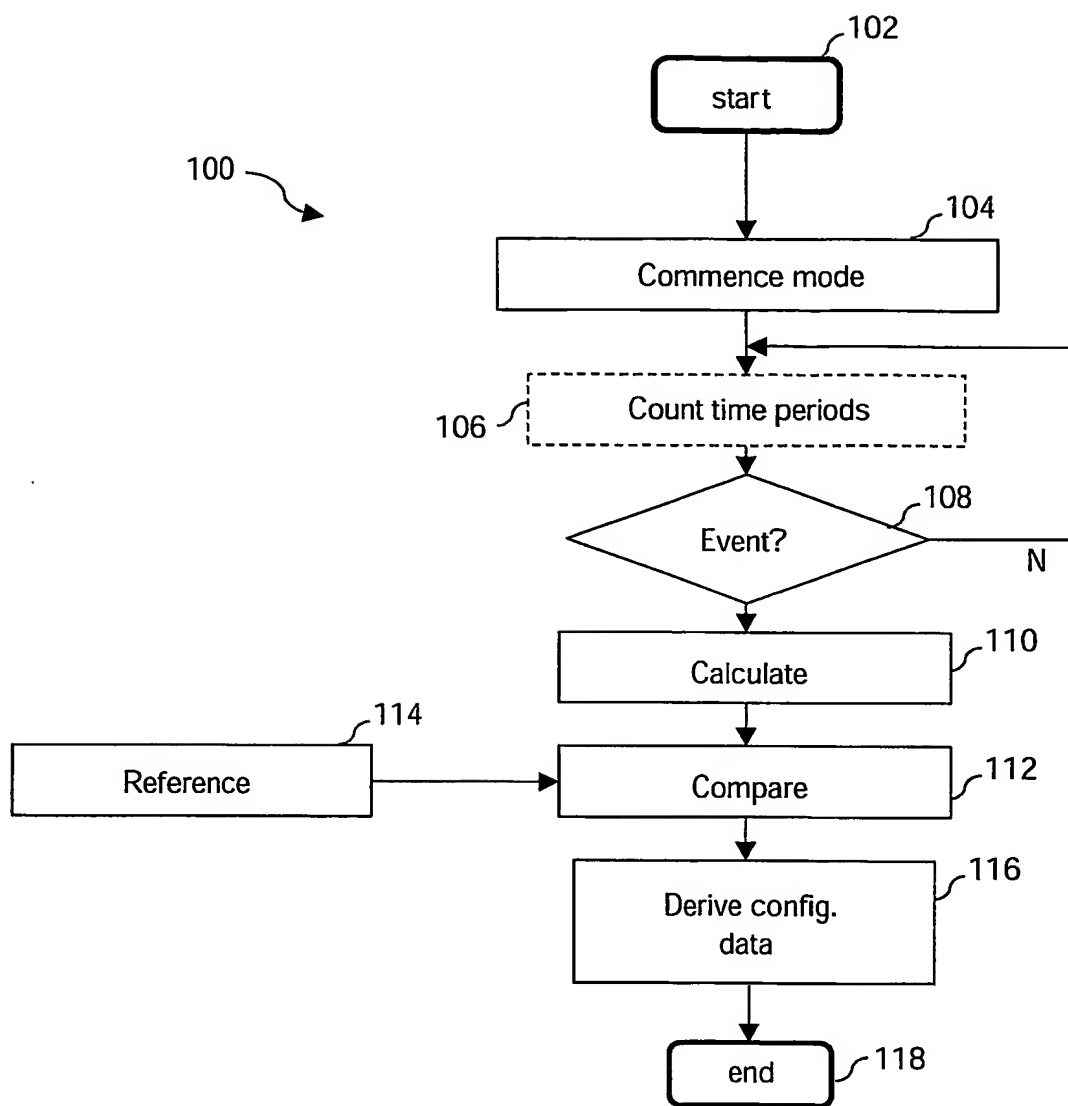 102
start
100
104
Commence mode
Count time periods
106
108
Event?
N
110
Calculate
114
Reference
Compare
112
116
Derive config.
data
end
118